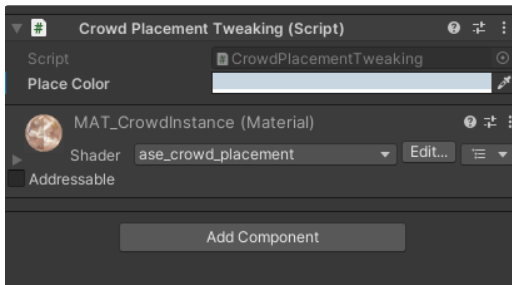 Crowd Placement Tweaking (Script)
Script CrowdPlacementTweaking
Place Color
MAT_CrowdInstance (Material)
Shader ase_crowd_placement Edit...
Addressable
Add Component